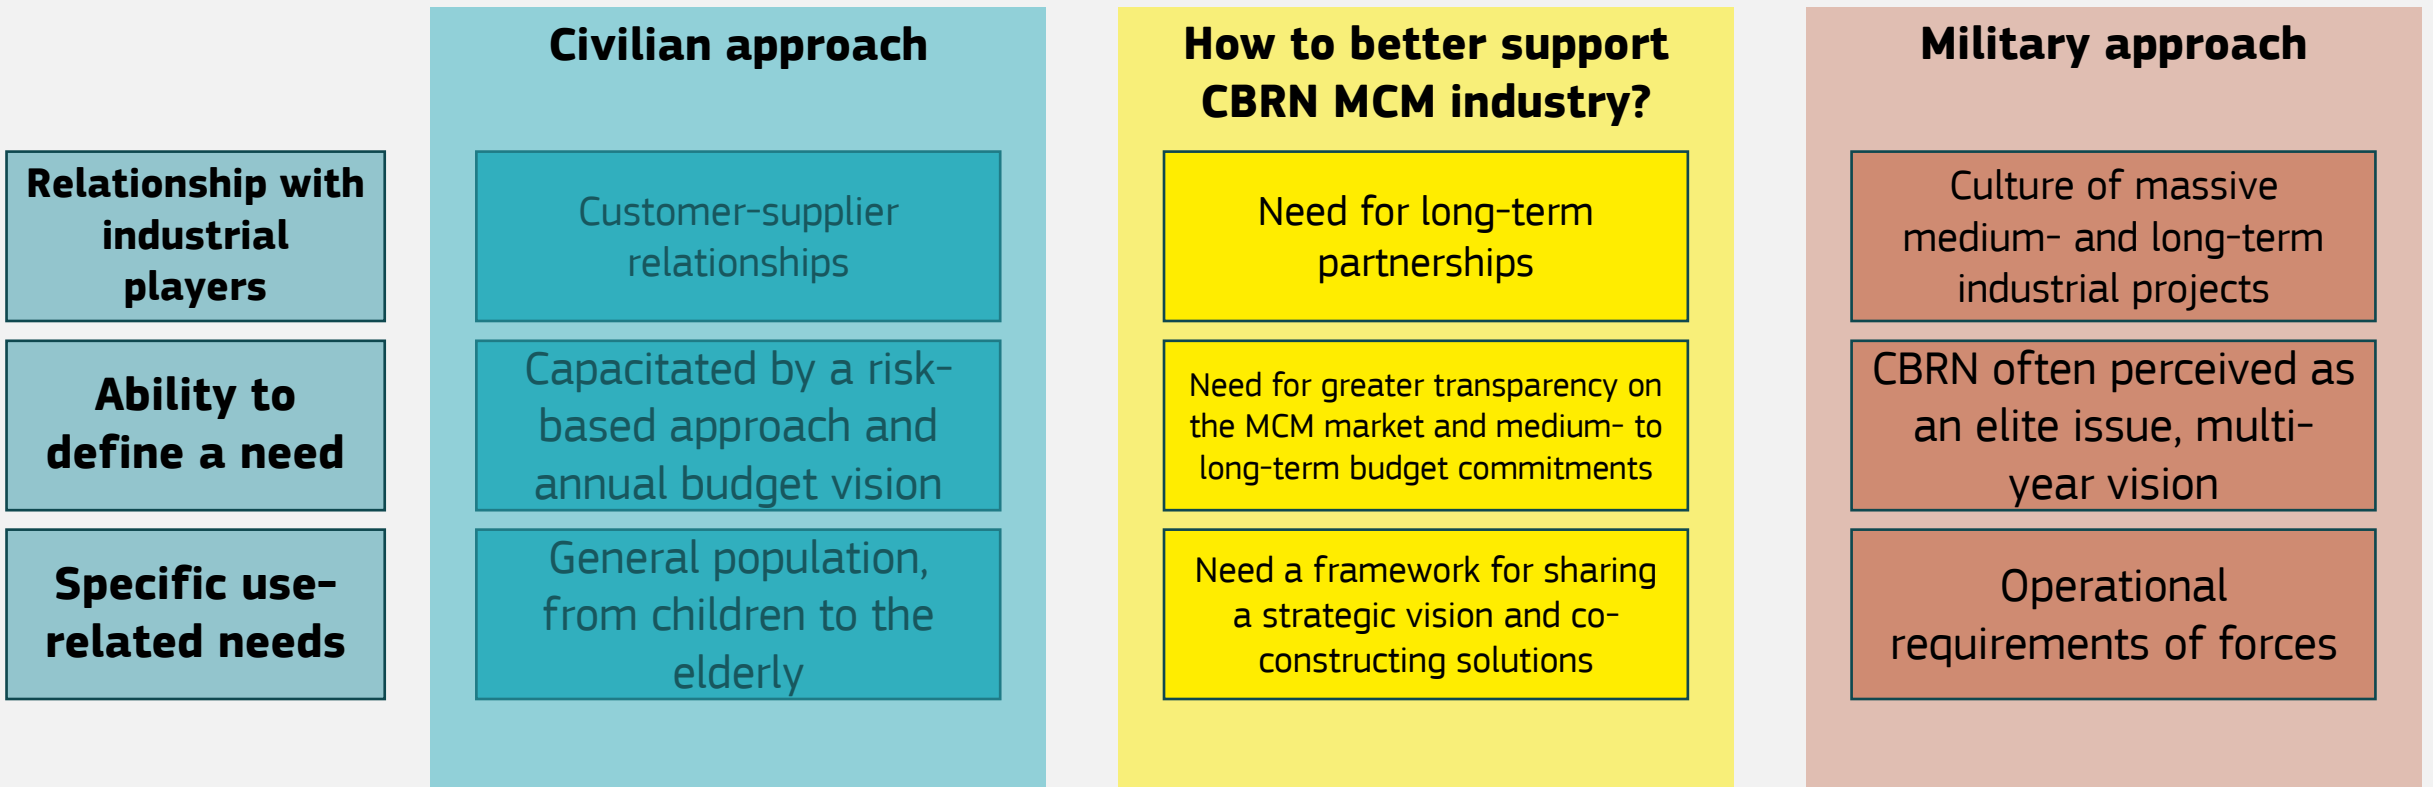 Civilian approach
How to better support
CBRN MCM industry?
Military approach
Relationship with
industrial
players
Customer-supplier
relationships
Need for long-term
partnerships
Culture of massive
medium- and long-term
industrial projects
Ability to
define a need
Capacitated by a risk-
based approach and
annual budget vision
Need for greater transparency on
the MCM market and medium- to
long-term budget commitments
CBRN often perceived as
an elite issue, multi-
year vision
Specific use-
related needs
General population,
from children to the
elderly
Need a framework for sharing
a strategic vision and co-
constructing solutions
Operational
requirements of forces